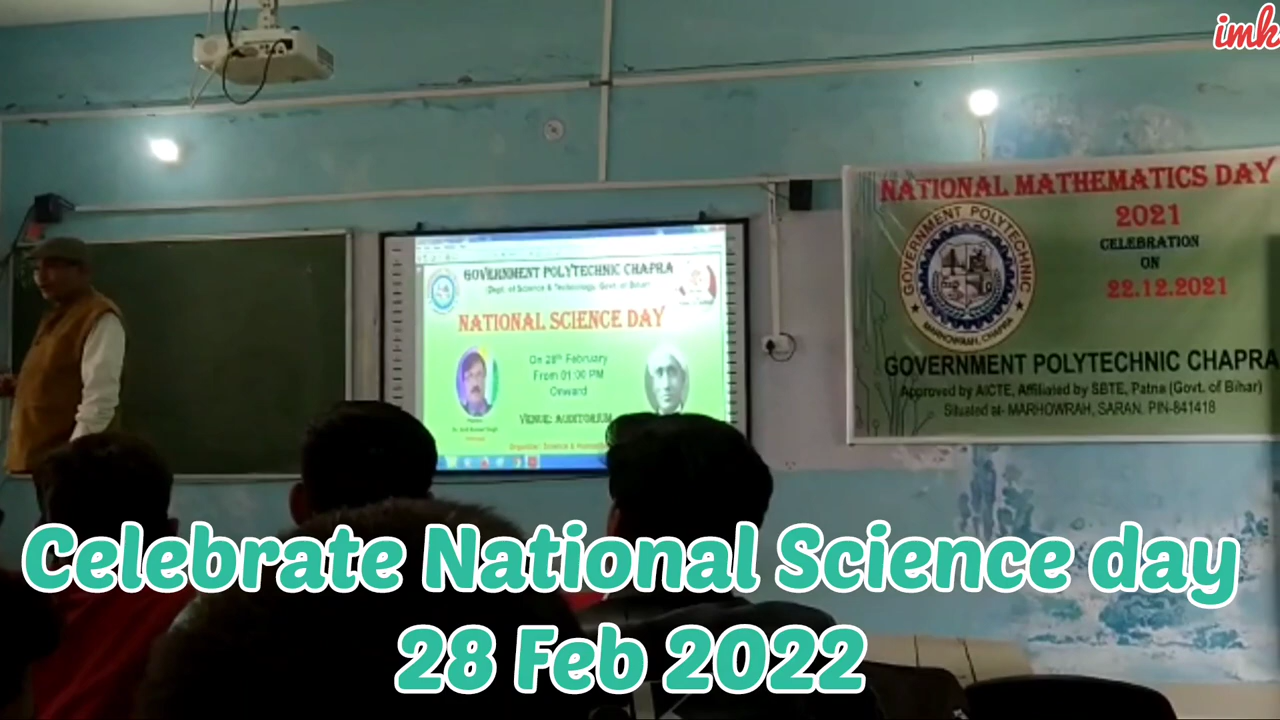 imk
GOVERNMENT POLYTECHNIC CHAPRA
(Dept. of Science & Technology, Govt. of Bihar)
NATIONAL SCIENCE DAY
On 28th February
From 01:00 PM
Onward
VENUE: AUDITORIUM
NATIONAL MATHEMATICS DAY
2021
CELEBRATION
ON
22.12.2021
GOVERNMENT POLYTECHNIC
MARHOWRAH, CHAPRA
GOVERNMENT POLYTECHNIC CHAPRA
Approved by AICTE, Affiliated by SBTE, Patna (Govt. of Bihar)
Situated at- MARHOWRAH, SARAN. PIN-841418
Celebrate National Science day
28 Feb 2022